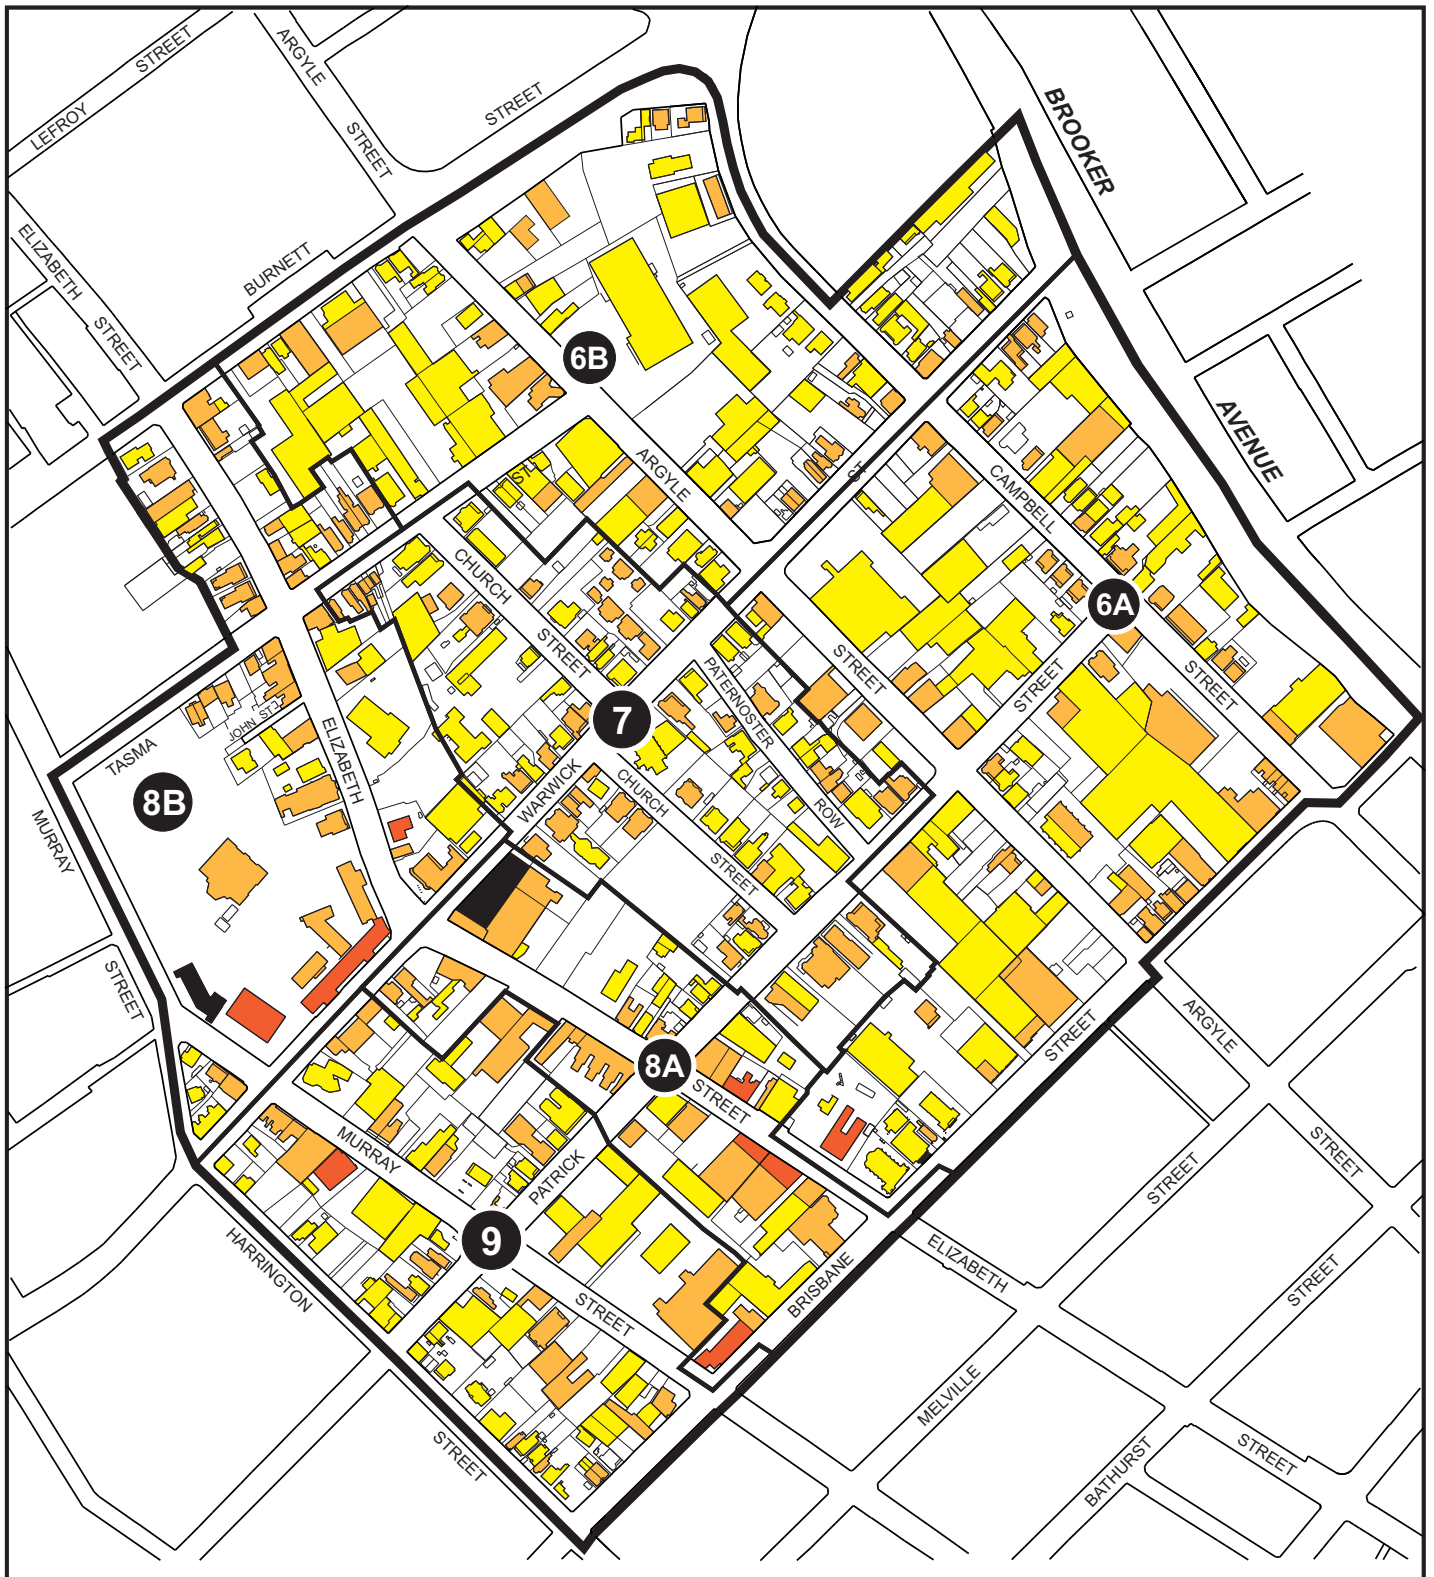 LEFROY STREET
ARGYLE STREET
STREET
BROOKER
ELIZABETH STREET
BURNETT
6B
ST
ARGYLE
AVENUE
CAMPBELL
CHURCH STREET
6A
STREET
STREET
STREET
PATERNOSTER ROW
7
JOHN ST
TASMA
ELIZABETH
8B
WARWICK
CHURCH STREET
MURRAY STREET
ARGYLE STREET
STREET
8A
STREET
MURRAY
PATRICK
STREET
9
HARRINGTON STREET
STREET
BRISBANE
ELIZABETH
STREET
MELVILLE
STREET
BATHURST